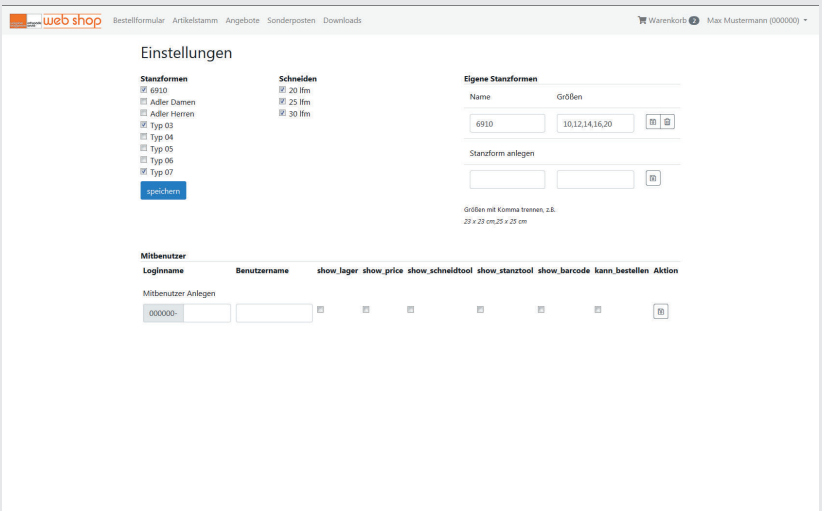 web shop Bestellformular Artikelstamm Angebote Sonderposten Downloads Warenkorb 2 Max Mustermann (000000)
Einstellungen
Stanzformen
6910
Adler Damen
Adler Herren
Typ 03
Typ 04
Typ 05
Typ 06
Typ 07
speichern
Schneiden
20 lfm
25 lfm
30 lfm
Eigene Stanzformen
Name Größen
6910 10,12,14,16,20
Stanzform anlegen
Größen mit Komma trennen, z.B.
23 x 23 cm,25 x 25 cm
Mitbenutzer
Loginname Benutzername show_lager show_price show_schneidtool show_stanztool show_barcode kann_bestellen Aktion
Mitbenutzer Anlegen
000000-